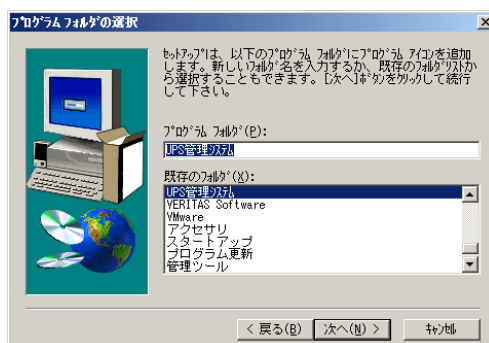 ﾌﾟﾛｸﾞﾗﾑ ﾌｫﾙﾀﾞの選択
ｾｯﾄｱｯﾌﾟは、以下のﾌﾟﾛｸﾞﾗﾑ ﾌｫﾙﾀﾞにﾌﾟﾛｸﾞﾗﾑ ｱｲｺﾝを追加
します。新しいﾌｫﾙﾀﾞ名を入力するか、既存のﾌｫﾙﾀﾞﾘｽﾄか
ら選択することもできます。[次へ]ﾎﾞﾀﾝをｸﾘｯｸして続行
して下さい。
ﾌﾟﾛｸﾞﾗﾑ ﾌｫﾙﾀﾞ(P):
UPS管理ｼｽﾃﾑ
既存のﾌｫﾙﾀﾞ(X):
UPS管理ｼｽﾃﾑ
VERITAS Software
VMware
アクセサリ
スタートアップ
プログラム更新
管理ツール
< 戻る(B)
次へ(N) >
ｷｬﾝｾﾙ